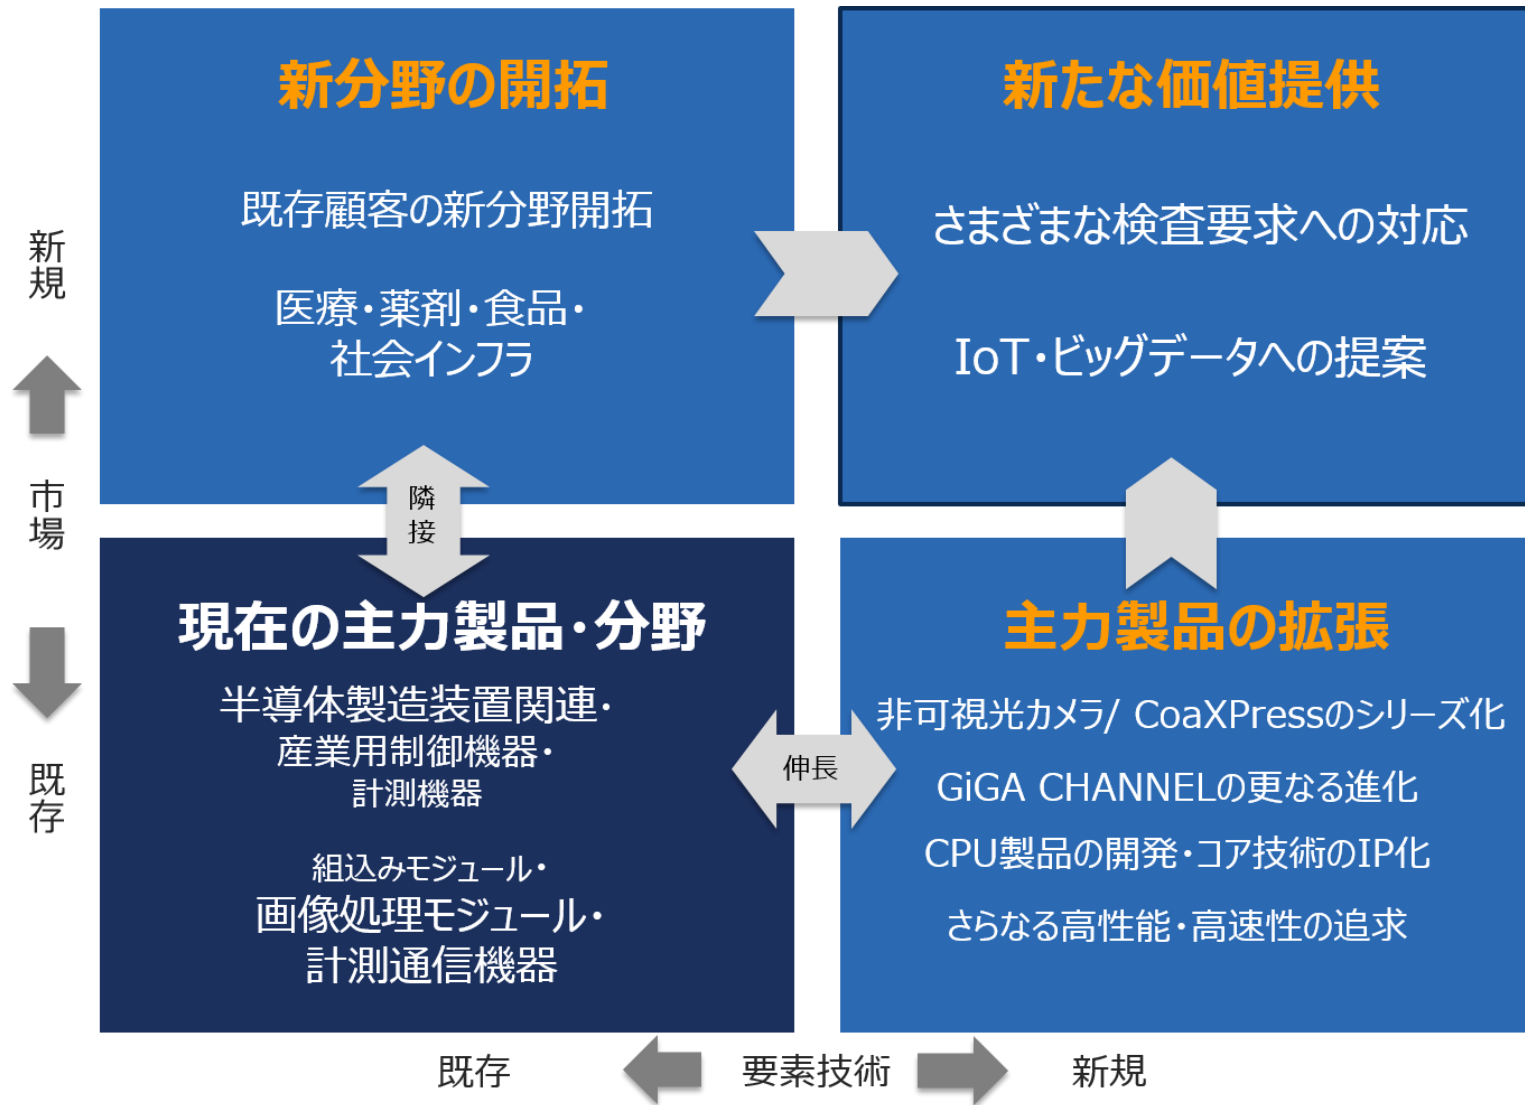 新分野の開拓
既存顧客の新分野開拓
医療・薬剤・食品・
社会インフラ
新たな価値提供
さまざまな検査要求への対応
IoT・ビッグデータへの提案
新規
市場
既存
隣接
現在の主力製品・分野
半導体製造装置関連・
産業用制御機器・
計測機器
組込みモジュール・
画像処理モジュール・
計測通信機器
伸長
主力製品の拡張
非可視光カメラ/ CoaXPressのシリーズ化
GiGA CHANNELの更なる進化
CPU製品の開発・コア技術のIP化
さらなる高性能・高速性の追求
既存
要素技術
新規